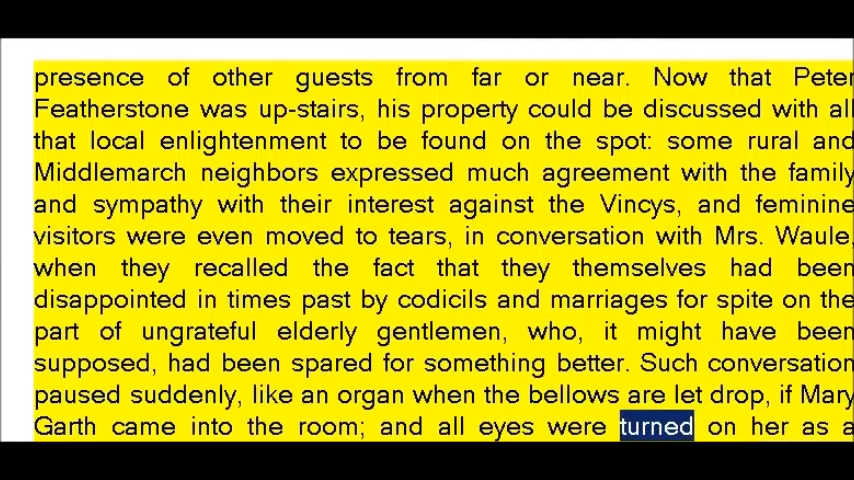 presence of other guests from far or near. Now that Peter
Featherstone was up-stairs, his property could be discussed with all
that local enlightenment to be found on the spot: some rural and
Middlemarch neighbors expressed much agreement with the family
and sympathy with their interest against the Vincys, and feminine
visitors were even moved to tears, in conversation with Mrs. Waule,
when they recalled the fact that they themselves had been
disappointed in times past by codicils and marriages for spite on the
part of ungrateful elderly gentlemen, who, it might have been
supposed, had been spared for something better. Such conversation
paused suddenly, like an organ when the bellows are let drop, if Mary
Garth came into the room; and all eyes were turned on her as a